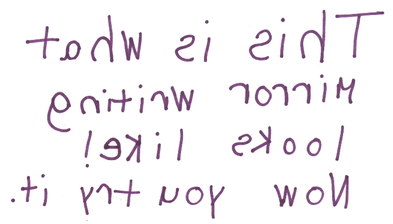 This is what
mirror writing
looks like!
Now you try it.